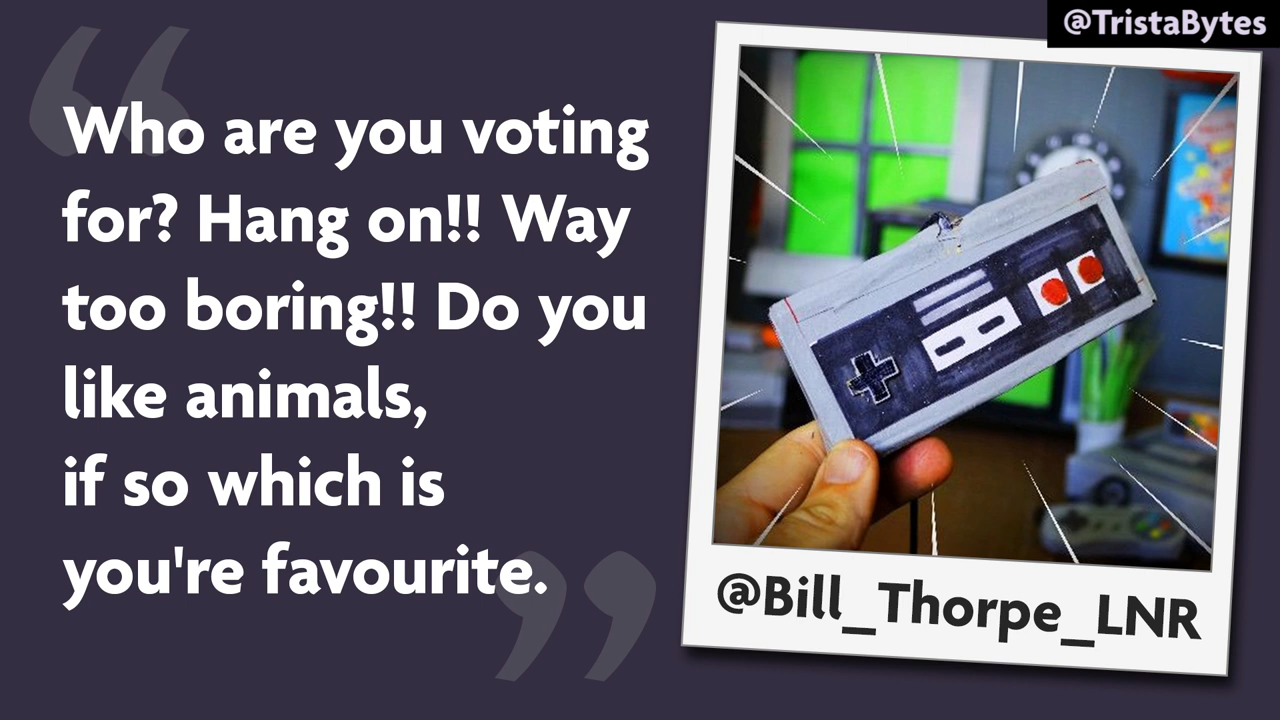 @TristaBytes
Who are you voting
for? Hang on!! Way
too boring!! Do you
like animals,
if so which is
you're favourite.
@Bill_Thorpe_LNR